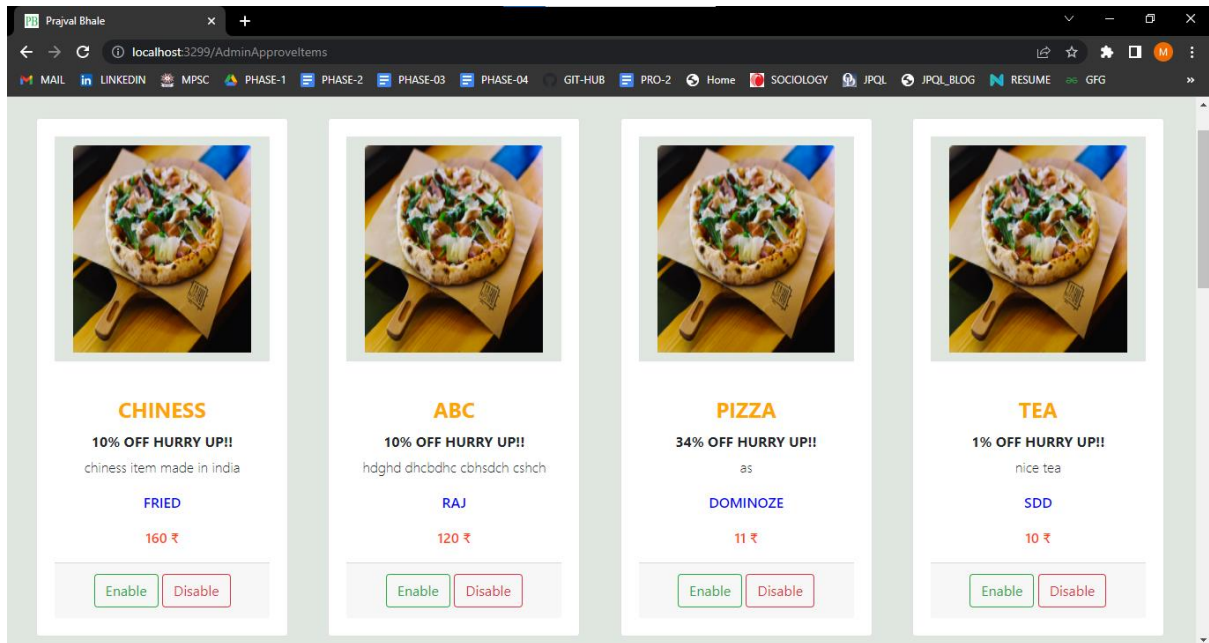 PB Prajval Bhale
localhost:3299/AdminApproveItems
M
MAIL LINKEDIN MPSC PHASE-1 PHASE-2 PHASE-03 PHASE-04 GIT-HUB PRO-2 Home SOCIOLOGY JPQL JPQL_BLOG RESUME GFG »
CHINESS
10% OFF HURRY UP!!
chiness item made in india
FRIED
160 ₹
Enable Disable
ABC
10% OFF HURRY UP!!
hdghd dhcbdhc cbhsdch cshch
RAJ
120 ₹
Enable Disable
PIZZA
34% OFF HURRY UP!!
as
DOMINOZE
11 ₹
Enable Disable
TEA
1% OFF HURRY UP!!
nice tea
SDD
10 ₹
Enable Disable